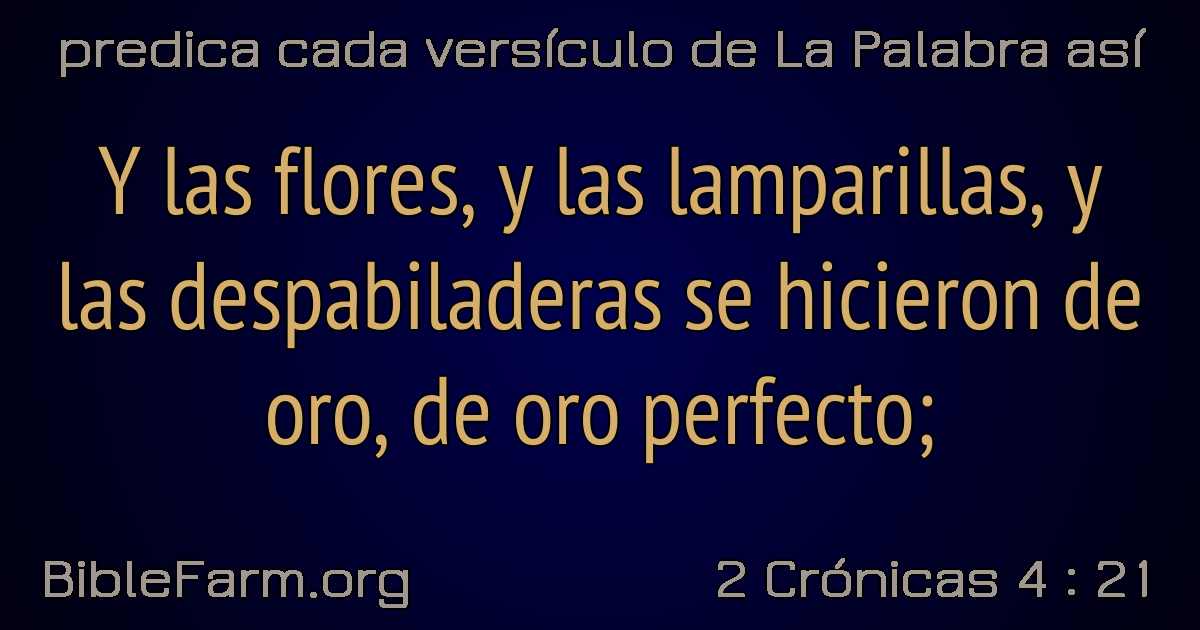 predica cada versículo de La Palabra así
Y las flores, y las lamparillas, y
las despabiladeras se hicieron de
oro, de oro perfecto;
BibleFarm.org
2 Crónicas 4 : 21